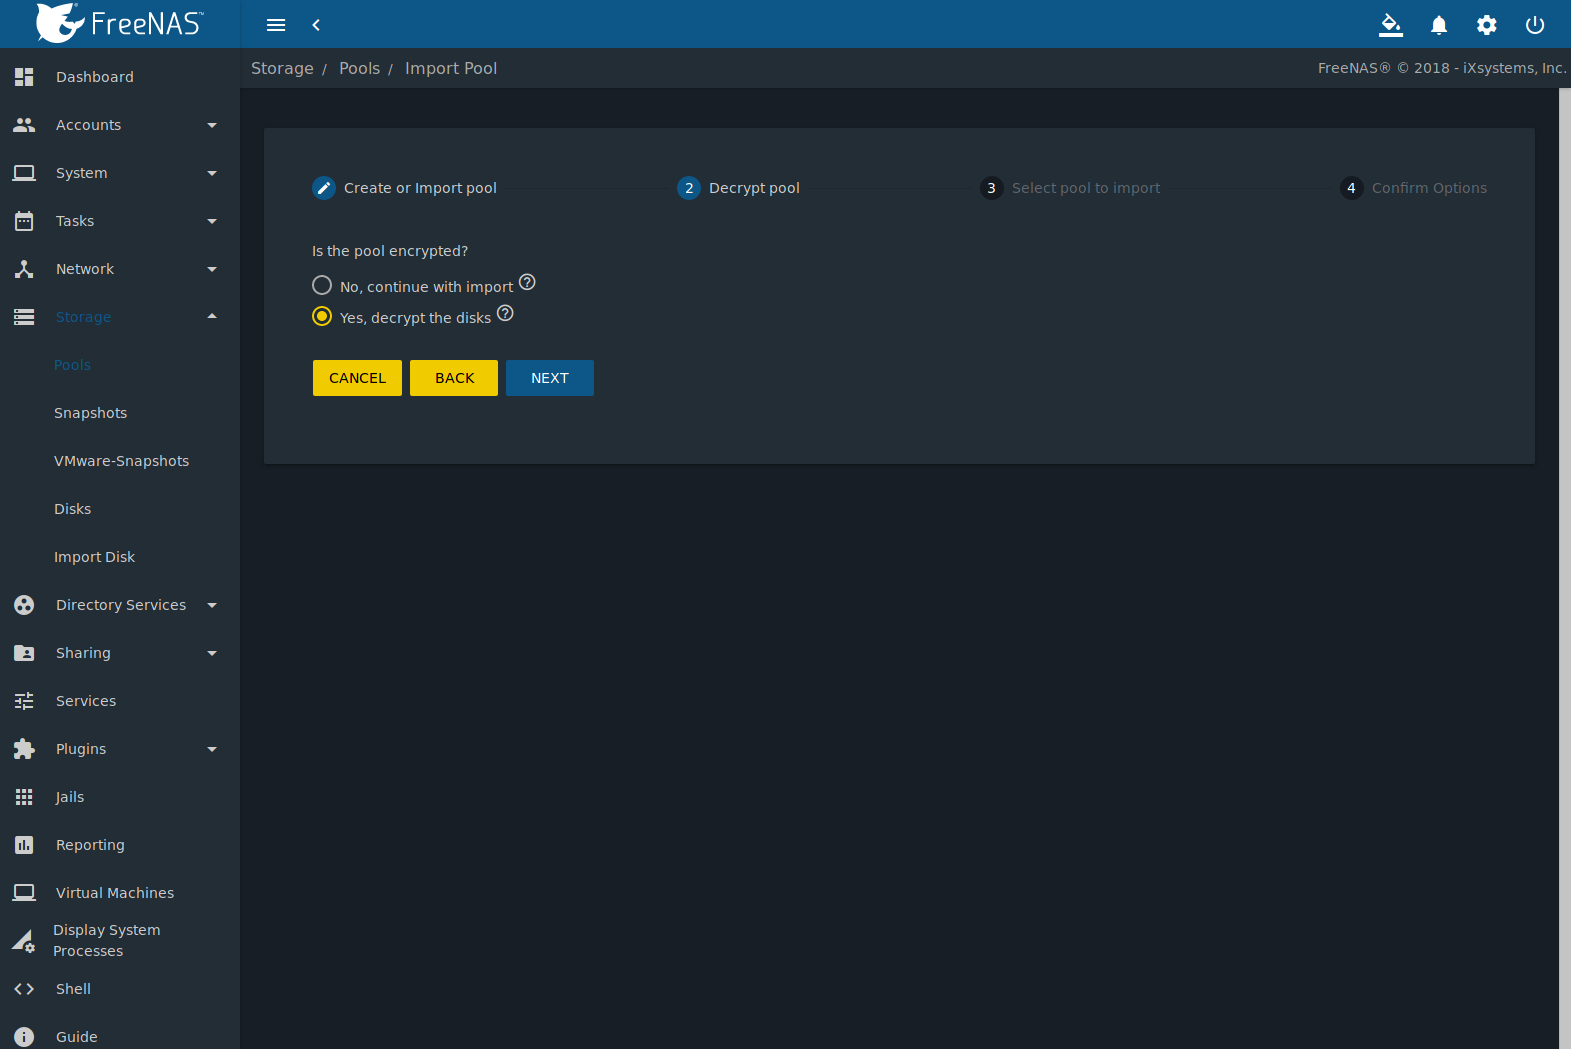 FreeNAS™
Storage / Pools / Import Pool
FreeNAS® © 2018 - iXsystems, Inc.
Dashboard
Accounts
System
Tasks
Network
Storage
Pools
Snapshots
VMware-Snapshots
Disks
Import Disk
Directory Services
Sharing
Services
Plugins
Jails
Reporting
Virtual Machines
Display System
Processes
Shell
Guide
Create or Import pool
2 Decrypt pool
3 Select pool to import
4 Confirm Options
Is the pool encrypted?
No, continue with import ?
Yes, decrypt the disks ?
CANCEL BACK NEXT